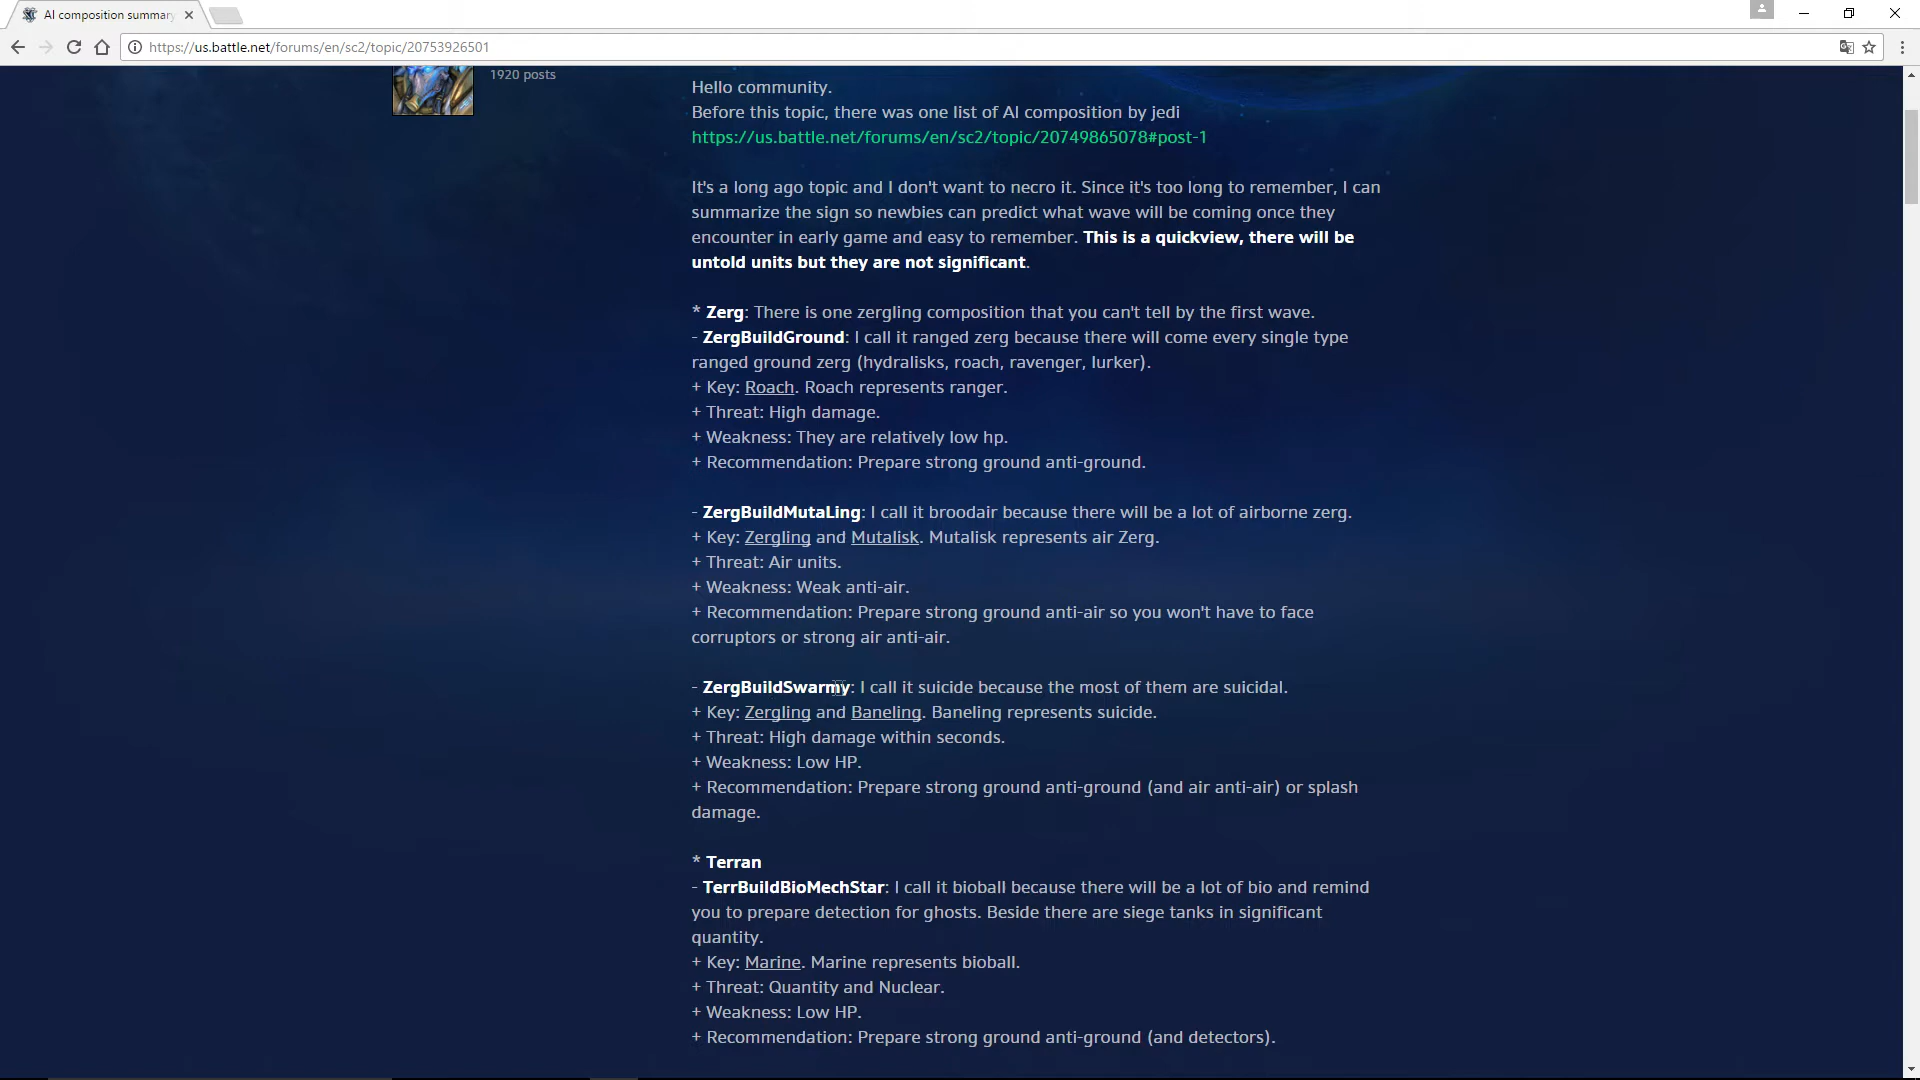 AI composition summary
https://us.battle.net/forums/en/sc2/topic/20753926501
1920 posts
Hello community.
Before this topic, there was one list of AI composition by jedi
https://us.battle.net/forums/en/sc2/topic/20749865078#post-1
It's a long ago topic and I don't want to necro it. Since it's too long to remember, I can
summarize the sign so newbies can predict what wave will be coming once they
encounter in early game and easy to remember. This is a quickview, there will be
untold units but they are not significant.
* Zerg: There is one zergling composition that you can't tell by the first wave.
- ZergBuildGround: I call it ranged zerg because there will come every single type
ranged ground zerg (hydralisks, roach, ravenger, lurker).
+ Key: Roach. Roach represents ranger.
+ Threat: High damage.
+ Weakness: They are relatively low hp.
+ Recommendation: Prepare strong ground anti-ground.
- ZergBuildMutaLing: I call it broodair because there will be a lot of airborne zerg.
+ Key: Zergling and Mutalisk. Mutalisk represents air Zerg.
+ Threat: Air units.
+ Weakness: Weak anti-air.
+ Recommendation: Prepare strong ground anti-air so you won't have to face
corruptors or strong air anti-air.
- ZergBuildSwarmy: I call it suicide because the most of them are suicidal.
+ Key: Zergling and Baneling. Baneling represents suicide.
+ Threat: High damage within seconds.
+ Weakness: Low HP.
+ Recommendation: Prepare strong ground anti-ground (and air anti-air) or splash
damage.
* Terran
- TerrBuildBioMechStar: I call it bioball because there will be a lot of bio and remind
you to prepare detection for ghosts. Beside there are siege tanks in significant
quantity.
+ Key: Marine. Marine represents bioball.
+ Threat: Quantity and Nuclear.
+ Weakness: Low HP.
+ Recommendation: Prepare strong ground anti-ground (and detectors).